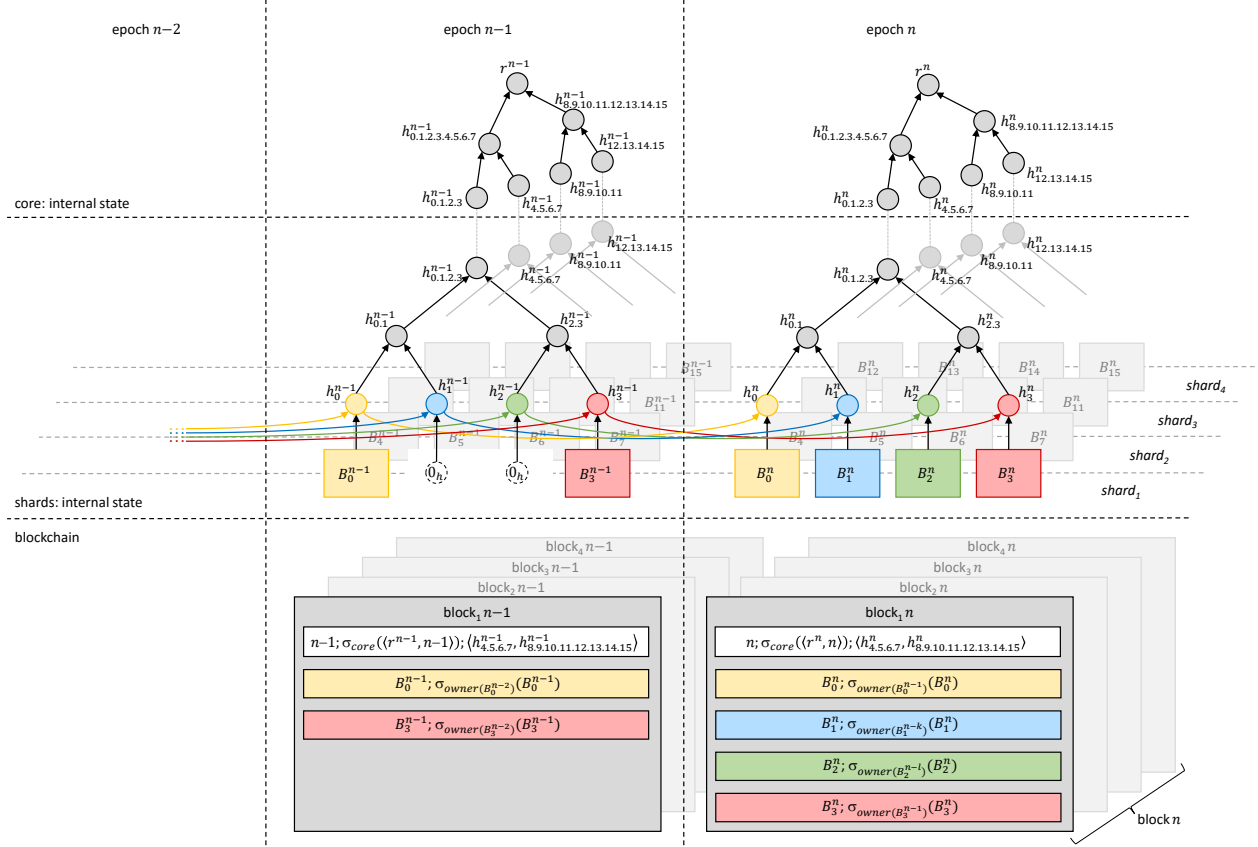 epoch n−2
epoch n−1
epoch n
r^{n−1}
r^n
h^{n−1}_{8.9.10.11.12.13.14.15}
h^n_{8.9.10.11.12.13.14.15}
h^{n−1}_{0.1.2.3.4.5.6.7}
h^{n−1}_{12.13.14.15}
h^n_{0.1.2.3.4.5.6.7}
h^n_{12.13.14.15}
h^{n−1}_{0.1.2.3}
h^{n−1}_{4.5.6.7}
h^{n−1}_{8.9.10.11}
h^n_{0.1.2.3}
h^n_{4.5.6.7}
h^n_{8.9.10.11}
core: internal state
h^{n−1}_{0.1.2.3}
h^{n−1}_{4.5.6.7}
h^{n−1}_{8.9.10.11}
h^{n−1}_{12.13.14.15}
h^n_{0.1.2.3}
h^n_{4.5.6.7}
h^n_{8.9.10.11}
h^n_{12.13.14.15}
h^{n−1}_{0.1}
h^{n−1}_{2.3}
h^n_{0.1}
h^n_{2.3}
B^{n−1}_{15}
B^n_{12}
B^n_{13}
B^n_{14}
B^n_{15}
shard_4
h^{n−1}_0
h^{n−1}_1
h^{n−1}_2
h^{n−1}_3
B^{n−1}_{11}
h^n_0
h^n_1
h^n_2
h^n_3
B^n_{11}
shard_3
B^{n−1}_4
B^{n−1}_5
B^{n−1}_6
B^{n−1}_7
B^n_4
B^n_5
B^n_6
B^n_7
shard_2
B^{n−1}_0
0_h
0_h
B^{n−1}_3
B^n_0
B^n_1
B^n_2
B^n_3
shard_1
shards: internal state
blockchain
block_4 n−1
block_3 n−1
block_2 n−1
block_1 n−1
n−1; σ_{core}(⟨r^{n−1}, n−1⟩); ⟨h^{n−1}_{4.5.6.7}, h^{n−1}_{8.9.10.11.12.13.14.15}⟩
B^{n−1}_0; σ_{owner(B^{n−2}_0)}(B^{n−1}_0)
B^{n−1}_3; σ_{owner(B^{n−2}_3)}(B^{n−1}_3)
block_4 n
block_3 n
block_2 n
block_1 n
n; σ_{core}(⟨r^n, n⟩); ⟨h^n_{4.5.6.7}, h^n_{8.9.10.11.12.13.14.15}⟩
B^n_0; σ_{owner(B^{n−1}_0)}(B^n_0)
B^n_1; σ_{owner(B^{n−k}_1)}(B^n_1)
B^n_2; σ_{owner(B^{n−l}_2)}(B^n_2)
B^n_3; σ_{owner(B^{n−1}_3)}(B^n_3)
block n